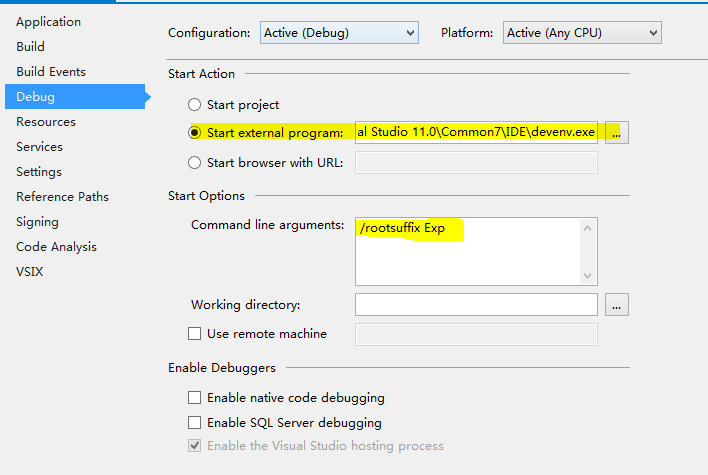 Application
Build
Build Events
Debug
Resources
Services
Settings
Reference Paths
Signing
Code Analysis
VSIX
Configuration: Active (Debug) Platform: Active (Any CPU)
Start Action
Start project
Start external program: al Studio 11.0\Common7\IDE\devenv.exe ...
Start browser with URL:
Start Options
Command line arguments: /rootsuffix Exp
Working directory: ...
Use remote machine
Enable Debuggers
Enable native code debugging
Enable SQL Server debugging
Enable the Visual Studio hosting process